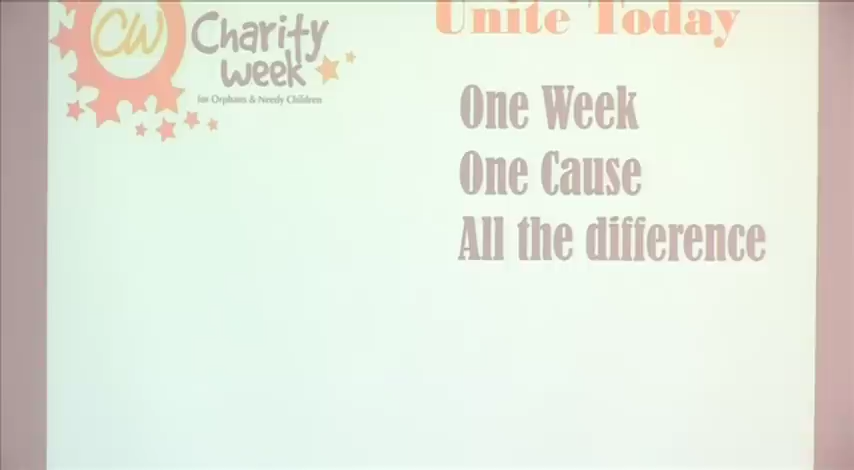 CW
Charity
Week
for Orphans & Needy Children
Unite Today
One Week
One Cause
All the difference